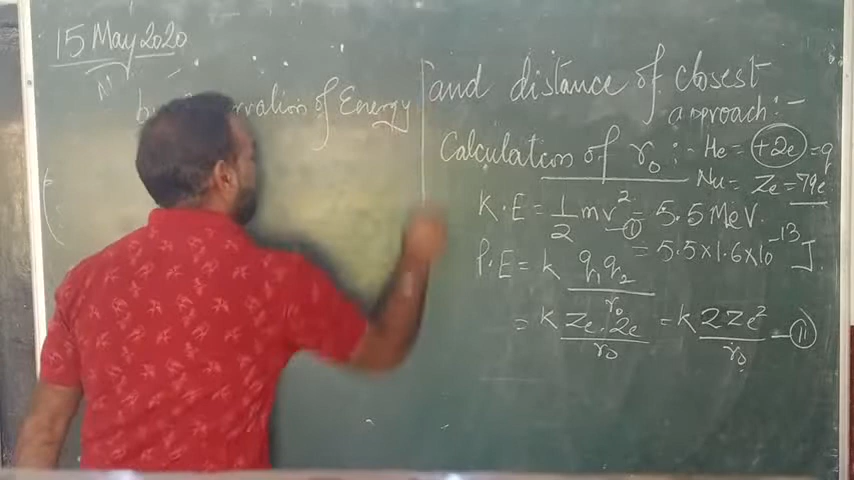 15 May 2020
of Energy
and distance of closest
approach:-
Calculation of r₀ :- He = +2e = q
Nu = Ze = 79e
K.E = 1/2 mv² = 5.5 MeV.
-(I) = 5.5×1.6×10⁻¹³ J.
P.E = k q₁q₂/r₀
= k Ze.2e/r₀ = k 2Ze²/r₀ -(II)